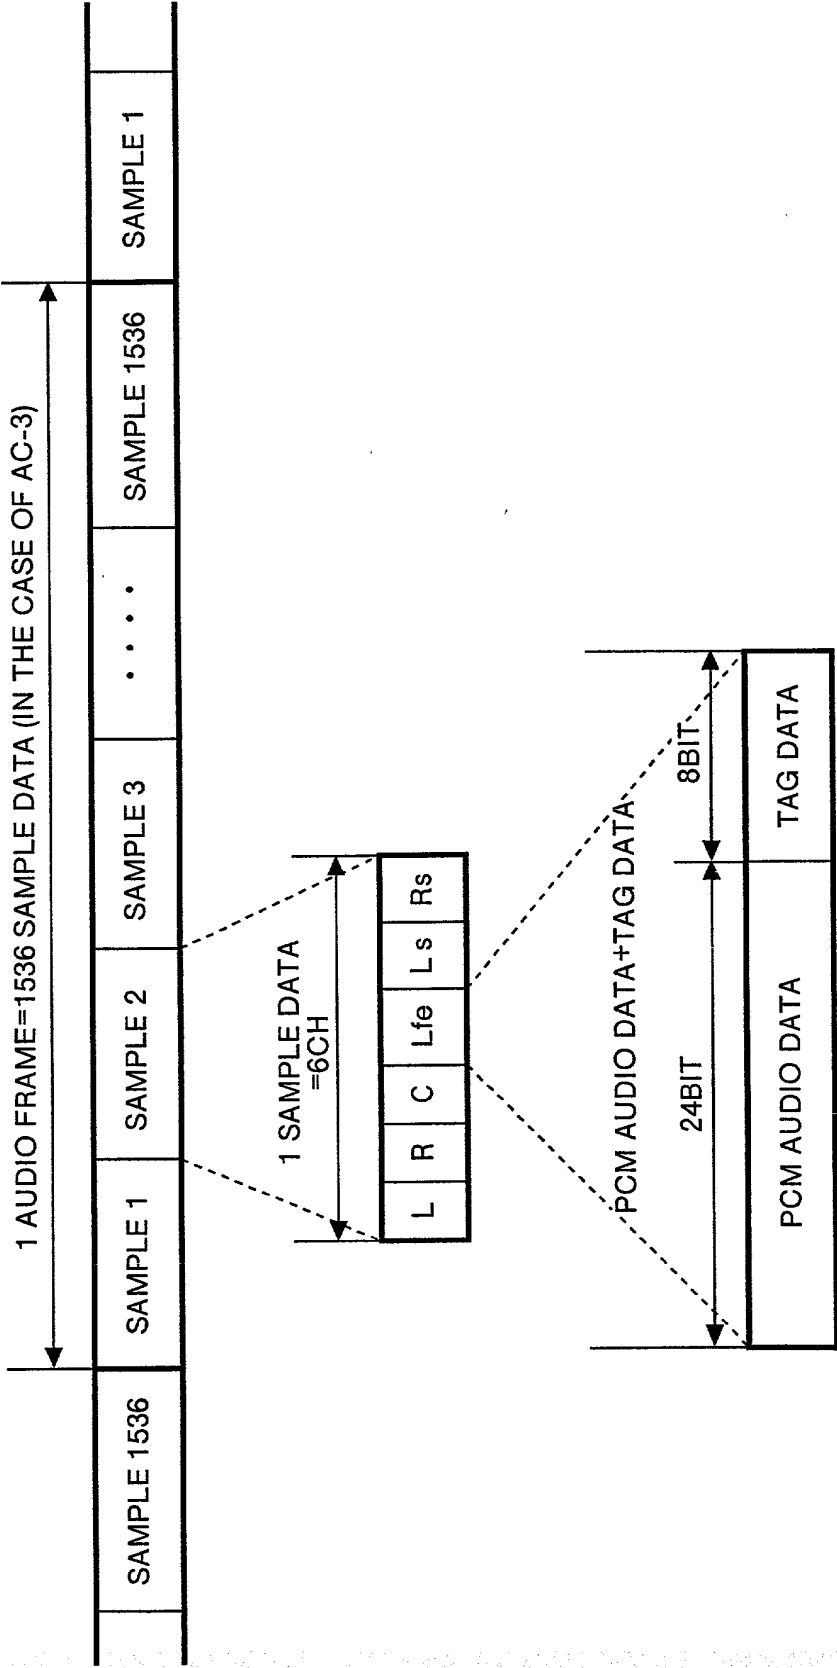 1 AUDIO FRAME=1536 SAMPLE DATA (IN THE CASE OF AC-3)
SAMPLE 1536
SAMPLE 1
SAMPLE 2
SAMPLE 3
. . . .
SAMPLE 1536
SAMPLE 1
1 SAMPLE DATA
=6CH
L
R
C
Lfe
Ls
Rs
PCM AUDIO DATA+TAG DATA
24BIT
8BIT
PCM AUDIO DATA
TAG DATA